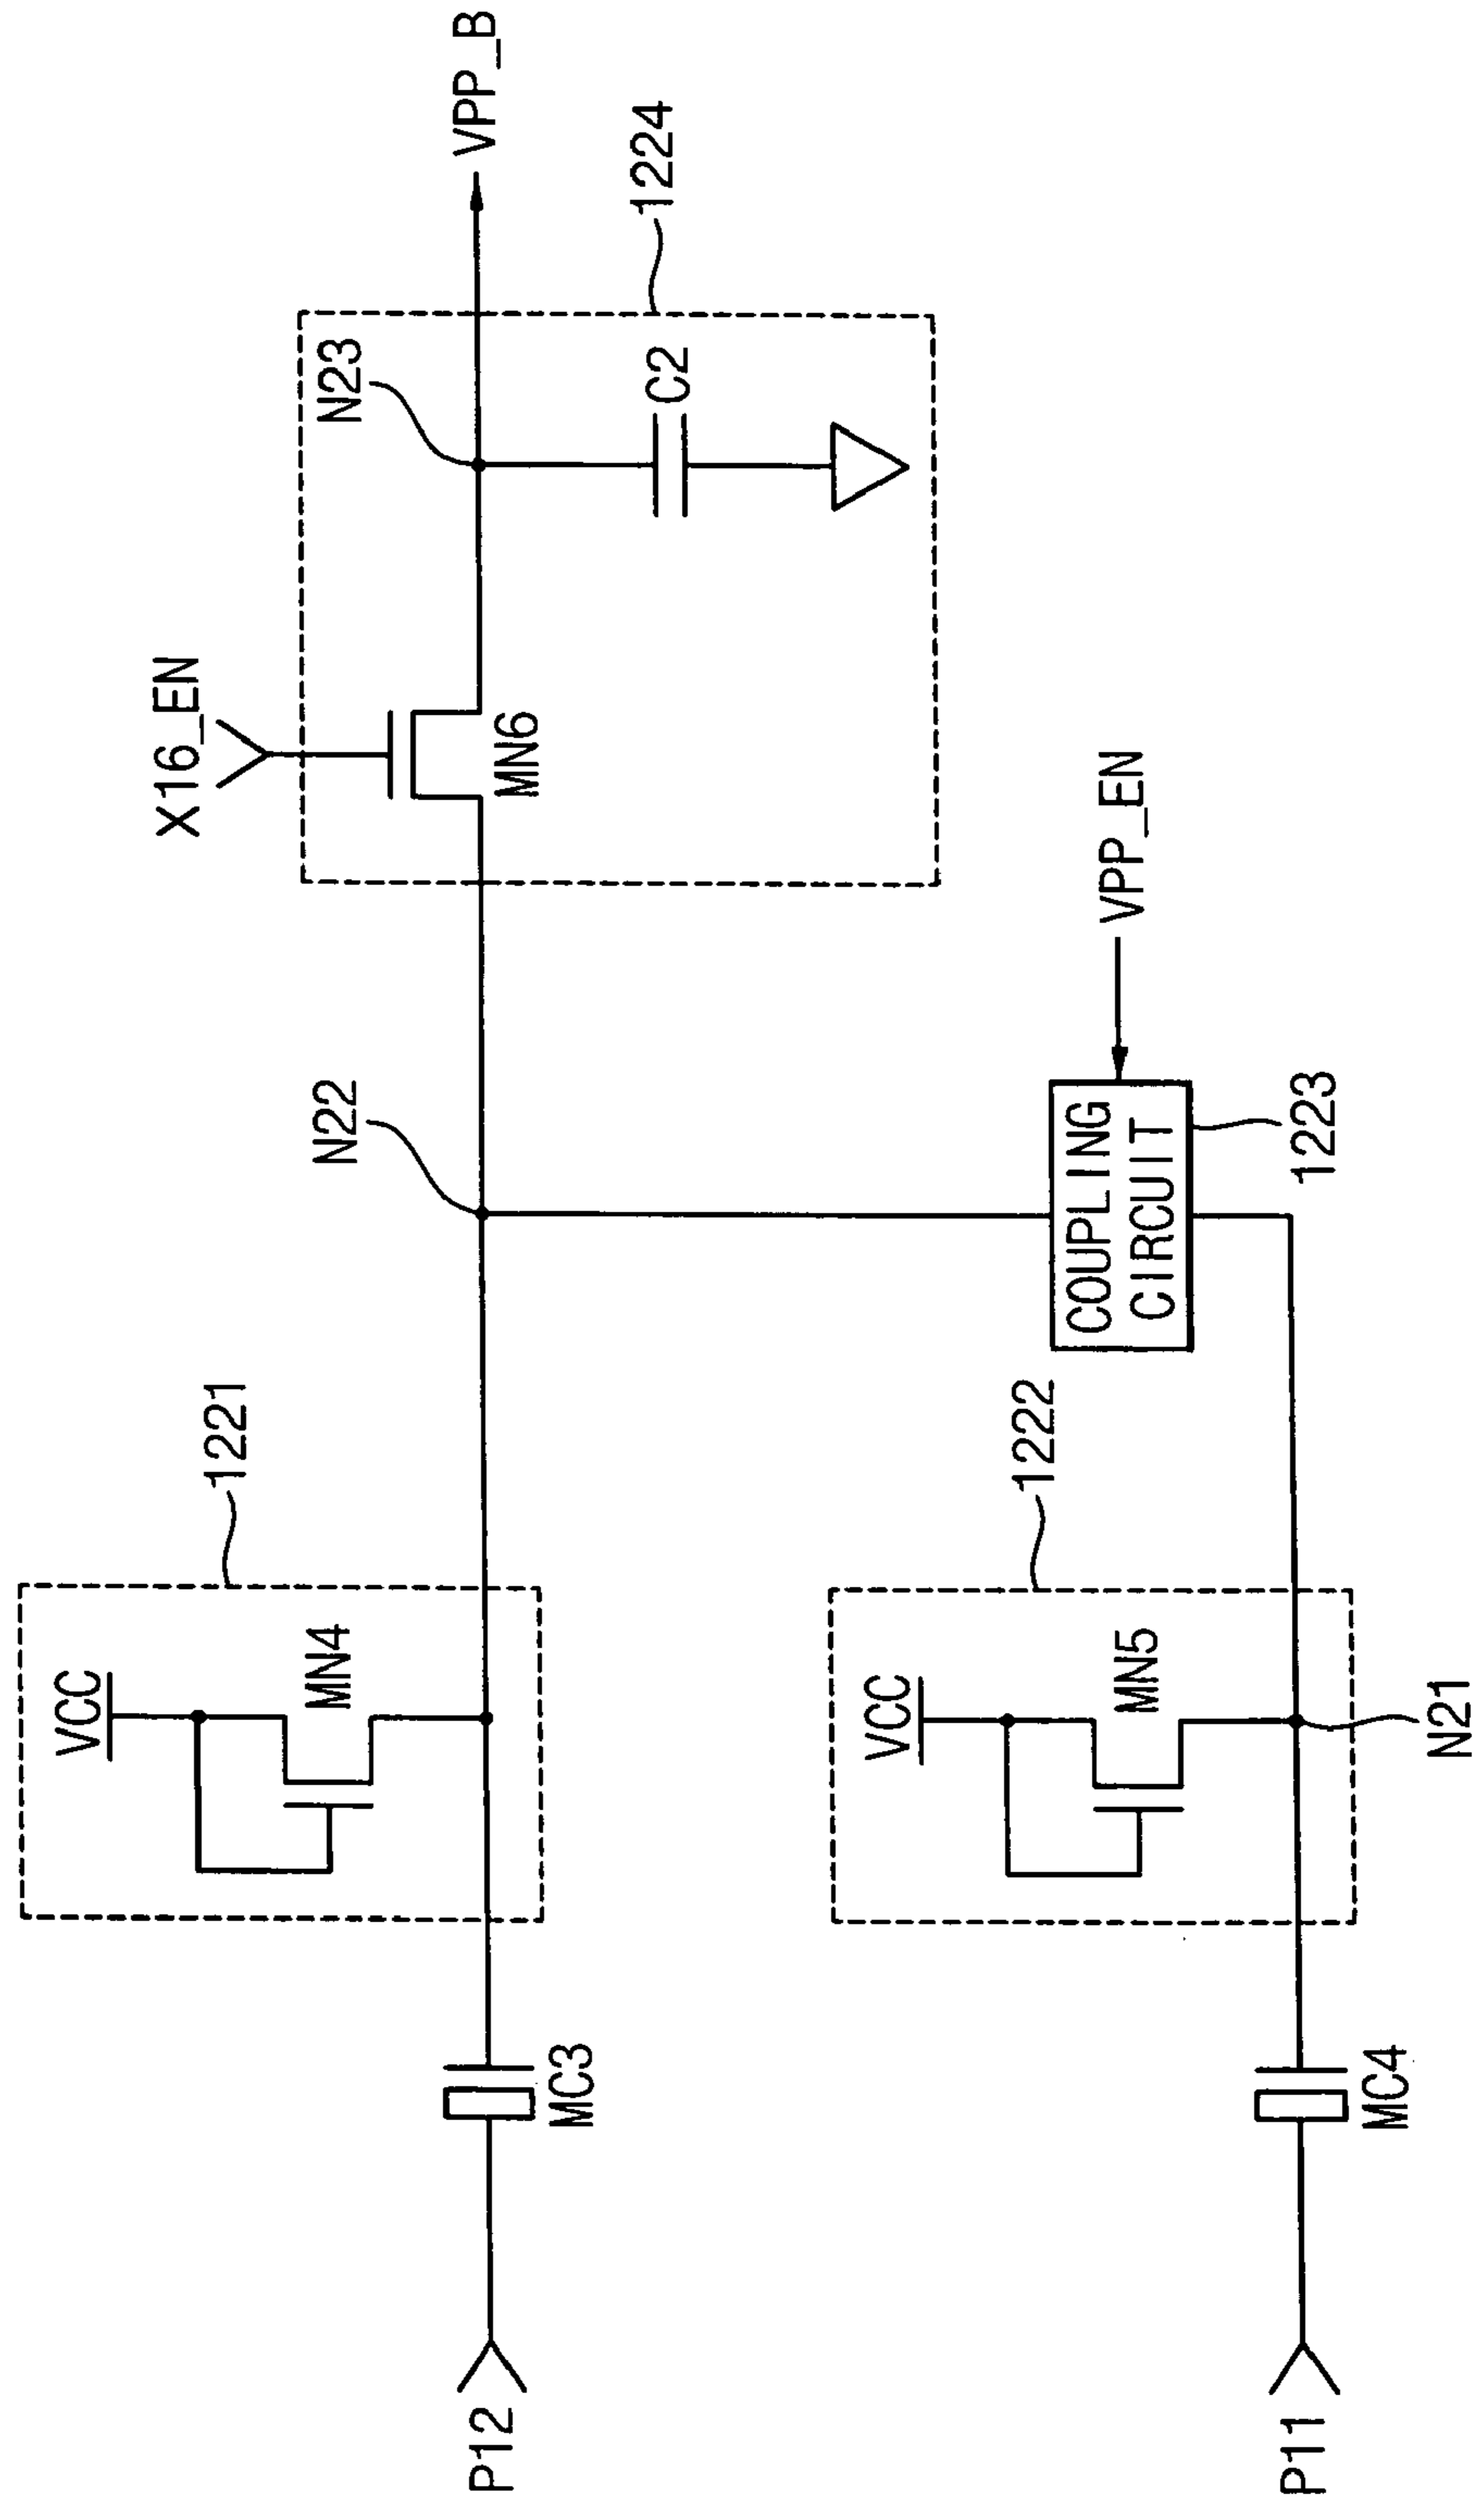 X16_EN
VPP_B
N22
N23
1221
VCC
MN4
MN6
C2
1224
P12
MC3
1222
VCC
MN5
COUPLING
CIRCUIT
VPP_EN
1223
P11
MC4
N21